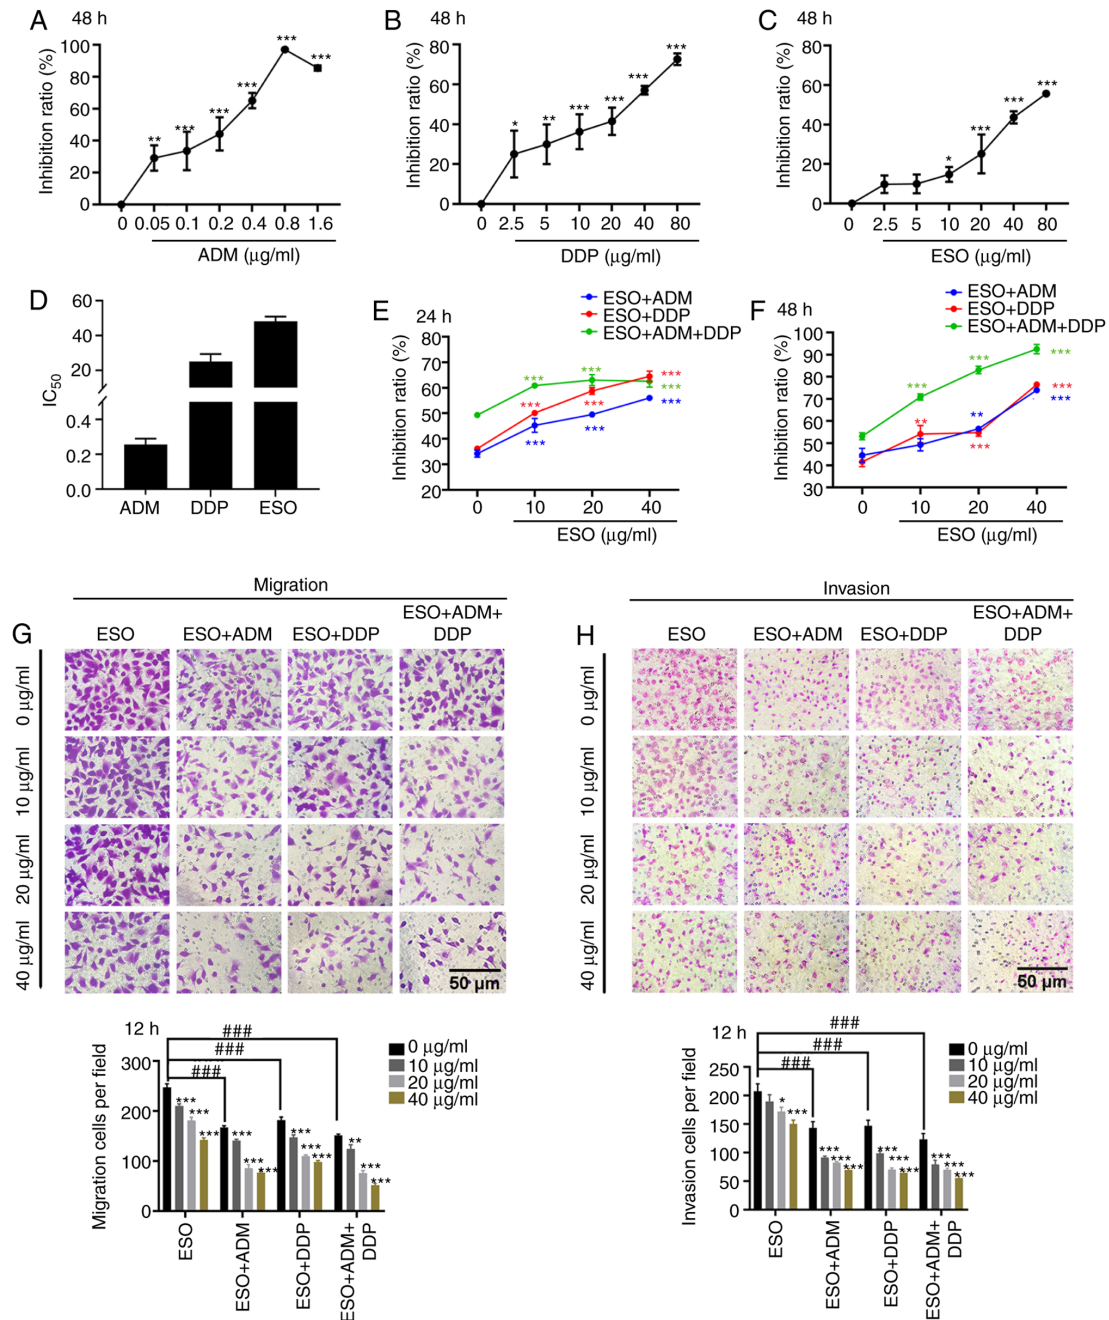 A 48 h
Inhibition ratio (%)
100
80
60
40
20
0
** *** *** *** *** ***
0 0.05 0.1 0.2 0.4 0.8 1.6
ADM (µg/ml)
B 48 h
Inhibition ratio (%)
80
60
40
20
0
* ** *** *** *** ***
0 2.5 5 10 20 40 80
DDP (µg/ml)
C 48 h
Inhibition ratio (%)
80
60
40
20
0
* *** *** ***
0 2.5 5 10 20 40 80
ESO (µg/ml)
D
IC50
60
40
20
0.4
0.2
0.0
ADM DDP ESO
E 24 h
ESO+ADM
ESO+DDP
ESO+ADM+DDP
Inhibition ratio (%)
80
70
60
50
40
30
20
*** *** ***
*** *** ***
*** *** ***
0 10 20 40
ESO (µg/ml)
F 48 h
ESO+ADM
ESO+DDP
ESO+ADM+DDP
Inhibition ratio (%)
100
90
80
70
60
50
40
30
*** *** ***
** ** ***
*** ***
0 10 20 40
ESO (µg/ml)
G
Migration
ESO ESO+ADM ESO+DDP ESO+ADM+
DDP
0 µg/ml
10 µg/ml
20 µg/ml
40 µg/ml
50 µm
12 h
Migration cells per field
300
200
100
0
###
###
###
*** *** ***
*** *** ***
*** *** ***
** *** ***
0 µg/ml
10 µg/ml
20 µg/ml
40 µg/ml
ESO
ESO+ADM
ESO+DDP
ESO+ADM+
DDP
H
Invasion
ESO ESO+ADM ESO+DDP ESO+ADM+
DDP
0 µg/ml
10 µg/ml
20 µg/ml
40 µg/ml
50 µm
12 h
Invasion cells per field
250
200
150
100
50
0
###
###
###
* ***
*** *** ***
*** *** ***
*** *** ***
0 µg/ml
10 µg/ml
20 µg/ml
40 µg/ml
ESO
ESO+ADM
ESO+DDP
ESO+ADM+
DDP